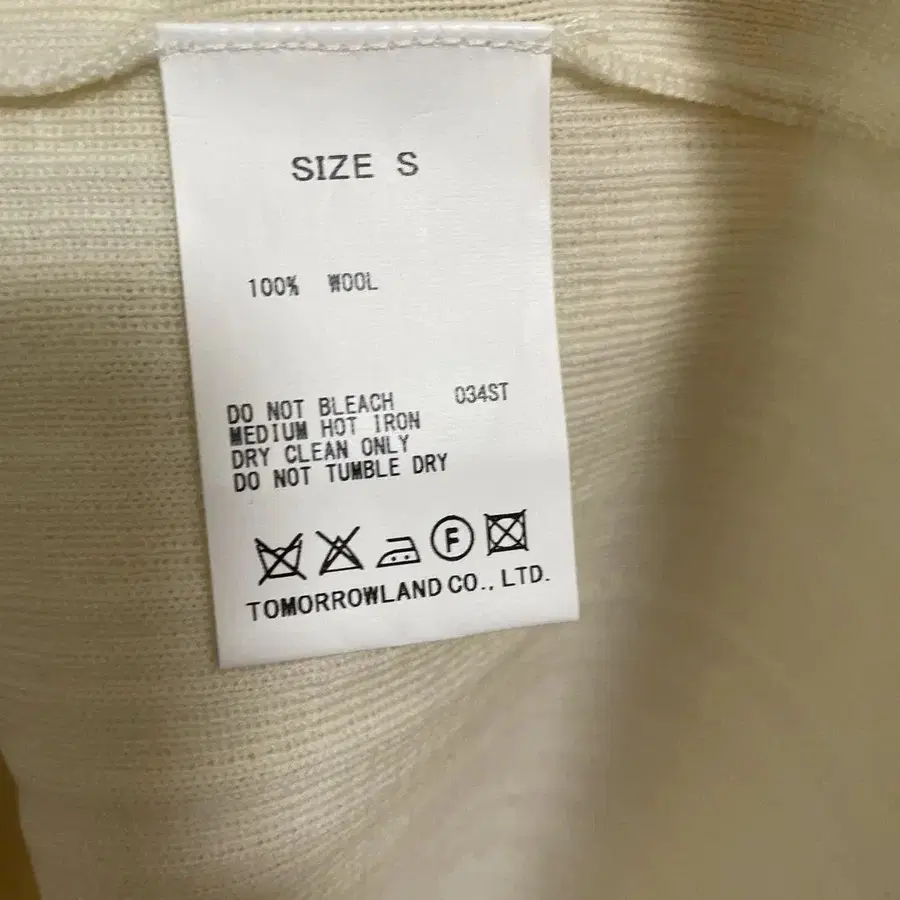 SIZE S
100% WOOL
DO NOT BLEACH 034ST
MEDIUM HOT IRON
DRY CLEAN ONLY
DO NOT TUMBLE DRY
F
TOMORROWLAND CO., LTD.